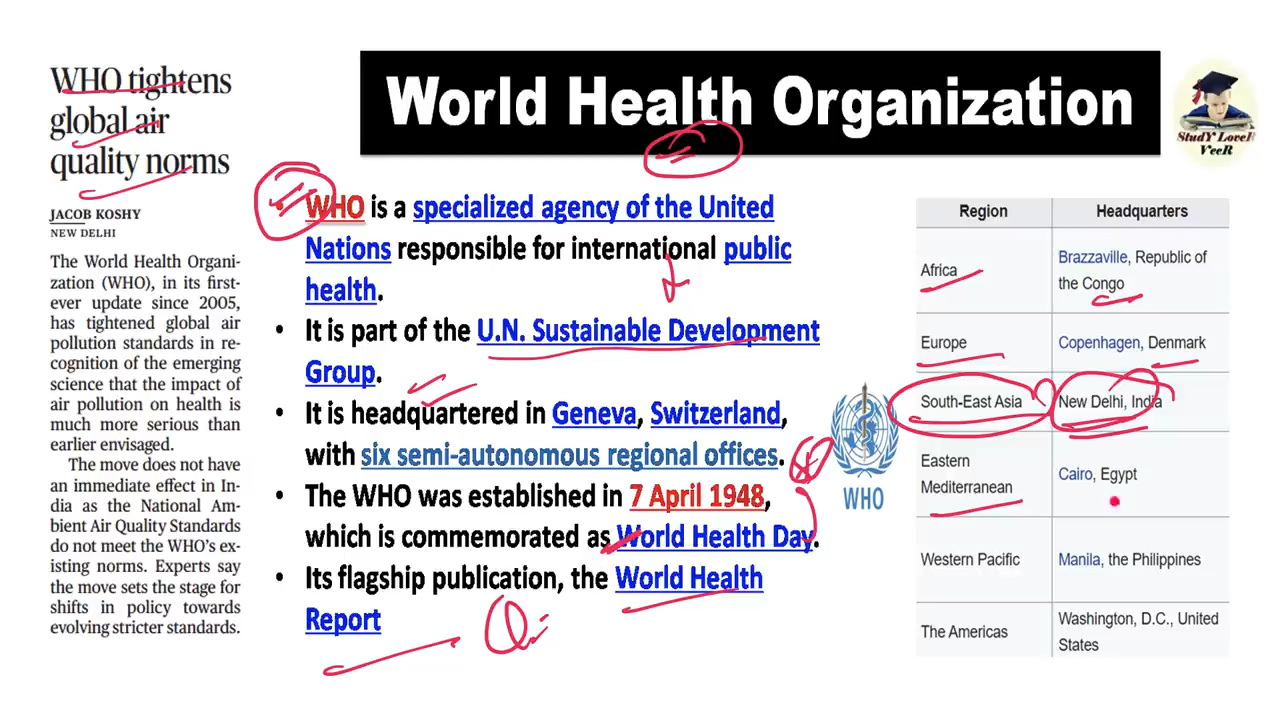 WHO tightens
global air
quality norms
JACOB KOSHY
NEW DELHI
The World Health Organi-
zation (WHO), in its first-
ever update since 2005,
has tightened global air
pollution standards in re-
cognition of the emerging
science that the impact of
air pollution on health is
much more serious than
earlier envisaged.
The move does not have
an immediate effect in In-
dia as the National Am-
bient Air Quality Standards
do not meet the WHO's ex-
isting norms. Experts say
the move sets the stage for
shifts in policy towards
evolving stricter standards.
World Health Organization
• WHO is a specialized agency of the United
Nations responsible for international public
health.
• It is part of the U.N. Sustainable Development
Group.
• It is headquartered in Geneva, Switzerland,
with six semi-autonomous regional offices.
• The WHO was established in 7 April 1948,
which is commemorated as World Health Day.
• Its flagship publication, the World Health
Report
WHO
StudY LoveR
VeeR
Region Headquarters
Africa Brazzaville, Republic of
the Congo
Europe Copenhagen, Denmark
South-East Asia New Delhi, India
Eastern
Mediterranean Cairo, Egypt
Western Pacific Manila, the Philippines
The Americas Washington, D.C., United
States